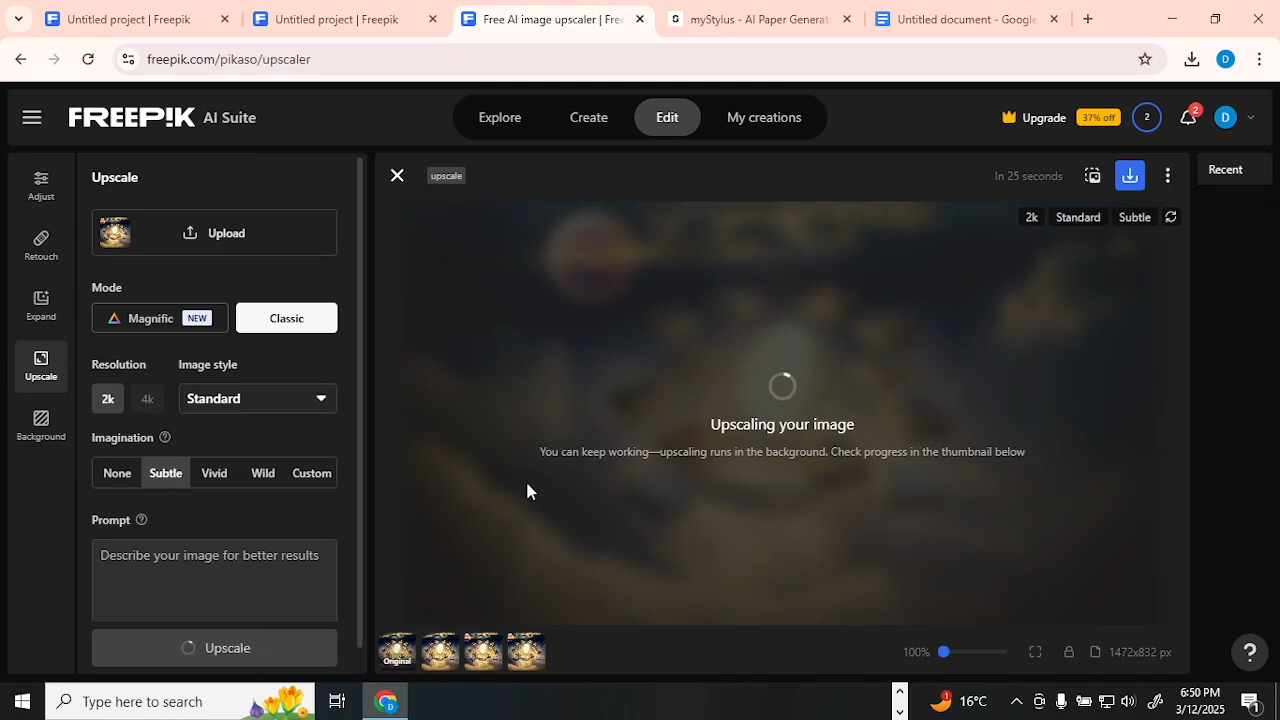 Untitled project | Freepik
Untitled project | Freepik
Free AI image upscaler | Free
myStylus - AI Paper Generat
Untitled document - Google
freepik.com/pikaso/upscaler
D
FREEP!K AI Suite
Explore
Create
Edit
My creations
Upgrade
37% off
2
2
D
Adjust
Retouch
Expand
Upscale
Background
Upscale
Upload
Mode
Magnific NEW
Classic
Resolution
Image style
2k
4k
Standard
Imagination
None
Subtle
Vivid
Wild
Custom
Prompt
Describe your image for better results
Upscale
upscale
In 25 seconds
2k
Standard
Subtle
Upscaling your image
You can keep working—upscaling runs in the background. Check progress in the thumbnail below
Original
100%
1472x832 px
Recent
Type here to search
1
16°C
6:50 PM
3/12/2025
1